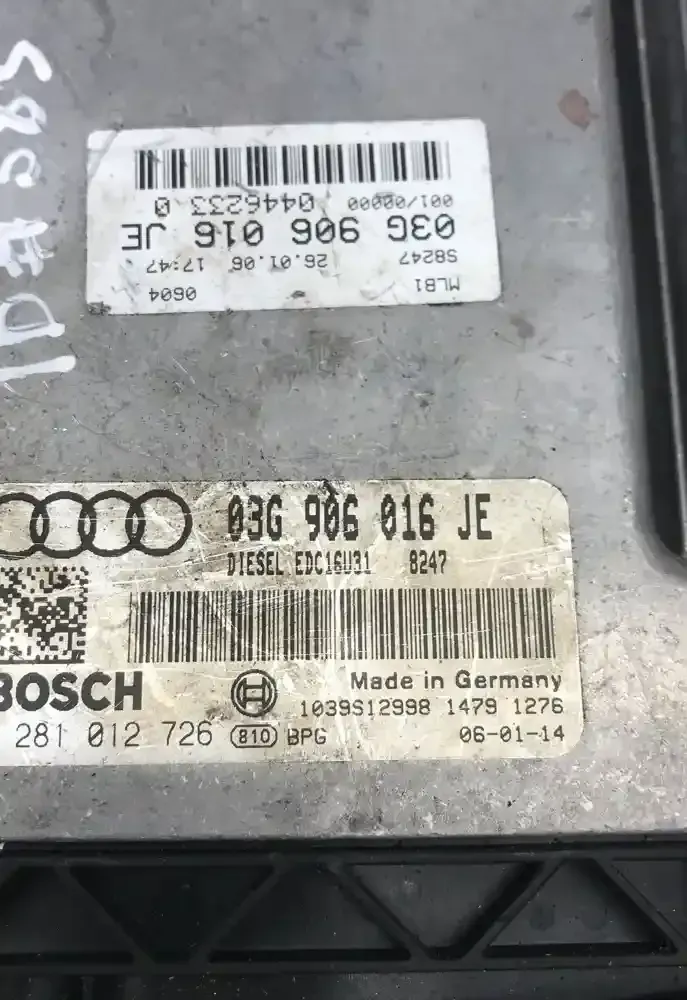 0446233 0
001/00000
03G 906 016 JE
S8247 26.01.06 17:47
MLB1 0604
03G 906 016 JE
DIESEL EDC16U31 8247
BOSCH
Made in Germany
1039S12998 1479 1276
281 012 726 810 BPG
06-01-14